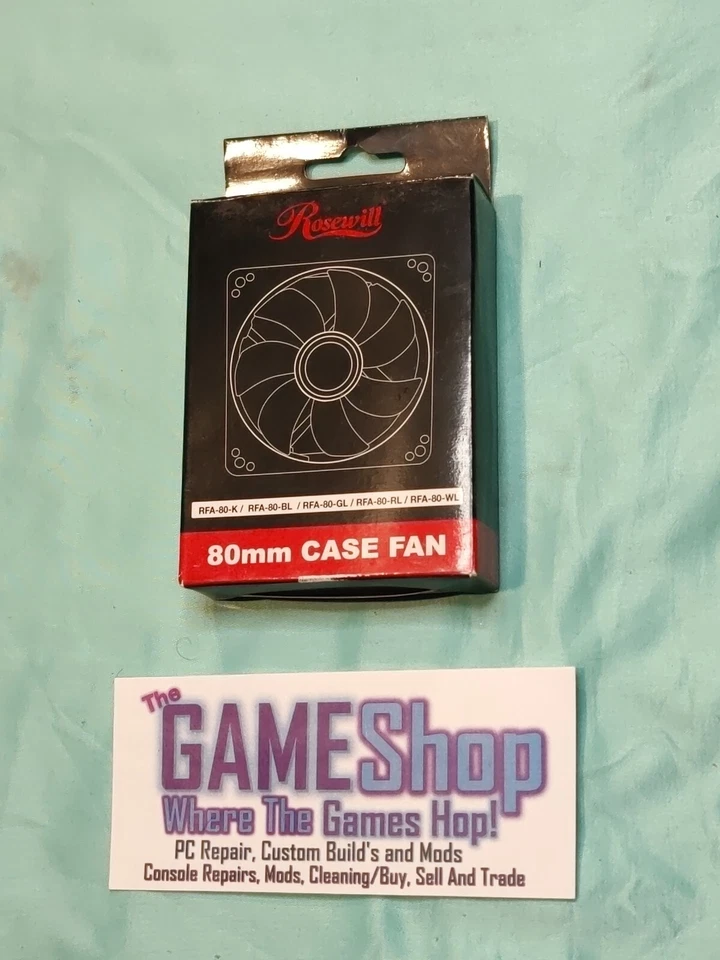 Rosewill
RFA-80-K / RFA-80-BL / RFA-80-GL / RFA-80-RL / RFA-80-WL
80mm CASE FAN
The
GAMEShop
Where The Games Hop!
PC Repair, Custom Build's and Mods
Console Repairs, Mods, Cleaning/Buy, Sell And Trade